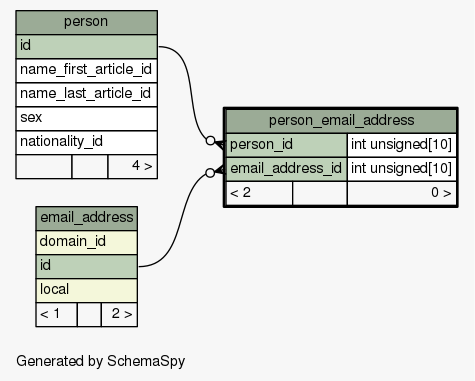 person
id
name_first_article_id
name_last_article_id
sex
nationality_id
4 >
person_email_address
person_id int unsigned[10]
email_address_id int unsigned[10]
< 2 0 >
email_address
domain_id
id
local
< 1 2 >
Generated by SchemaSpy